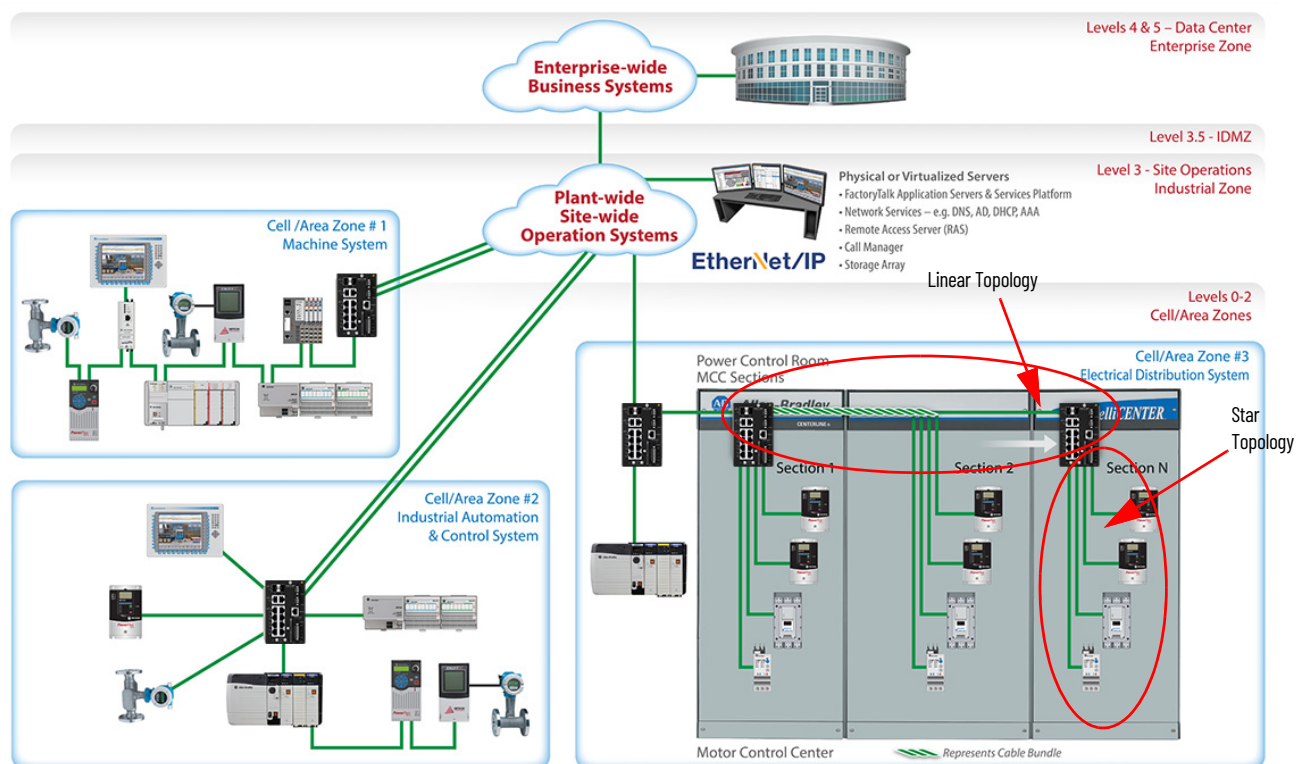 Levels 4 & 5 – Data Center
Enterprise Zone
Enterprise-wide
Business Systems
Level 3.5 - IDMZ
Level 3 - Site Operations
Industrial Zone
Plant-wide
Site-wide
Operation Systems
Physical or Virtualized Servers
• FactoryTalk Application Servers & Services Platform
• Network Services – e.g. DNS, AD, DHCP, AAA
• Remote Access Server (RAS)
• Call Manager
• Storage Array
EtherNet/IP
Cell /Area Zone # 1
Machine System
Linear Topology
Levels 0-2
Cell/Area Zones
Power Control Room
MCC Sections
Cell/Area Zone #3
Electrical Distribution System
Allen-Bradley
CENTERLINE
elliCENTER
Star
Topology
Section 1
Section 2
Section N
Cell/Area Zone #2
Industrial Automation
& Control System
Motor Control Center
Represents Cable Bundle